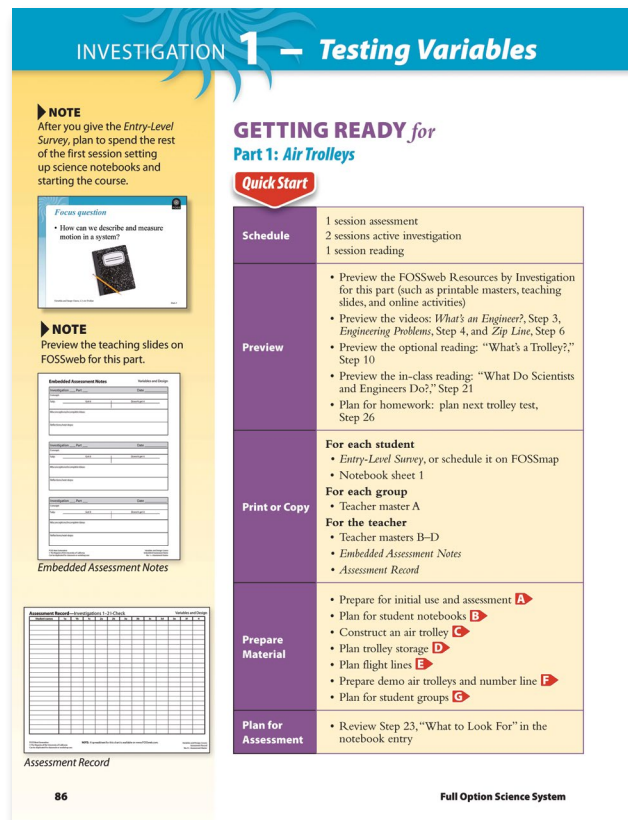 INVESTIGATION 1 – Testing Variables
NOTE
After you give the Entry-Level
Survey, plan to spend the rest
of the first session setting
up science notebooks and
starting the course.
Focus question
• How can we describe and measure
motion in a system?
NOTE
Preview the teaching slides on
FOSSweb for this part.
Embedded Assessment Notes
Variables and Design
Embedded Assessment Notes
Assessment Record—Investigations 1–2 I-Check
Variables and Design
Assessment Record
GETTING READY for
Part 1: Air Trolleys
Quick Start
Schedule
1 session assessment
2 sessions active investigation
1 session reading
Preview
• Preview the FOSSweb Resources by Investigation
for this part (such as printable masters, teaching
slides, and online activities)
• Preview the videos: What's an Engineer?, Step 3,
Engineering Problems, Step 4, and Zip Line, Step 6
• Preview the optional reading: "What's a Trolley?,"
Step 10
• Preview the in-class reading: "What Do Scientists
and Engineers Do?," Step 21
• Plan for homework: plan next trolley test,
Step 26
Print or Copy
For each student
• Entry-Level Survey, or schedule it on FOSSmap
• Notebook sheet 1
For each group
• Teacher master A
For the teacher
• Teacher masters B–D
• Embedded Assessment Notes
• Assessment Record
Prepare
Material
• Prepare for initial use and assessment A
• Plan for student notebooks B
• Construct an air trolley C
• Plan trolley storage D
• Plan flight lines E
• Prepare demo air trolleys and number line F
• Plan for student groups G
Plan for
Assessment
• Review Step 23, "What to Look For" in the
notebook entry
86
Full Option Science System